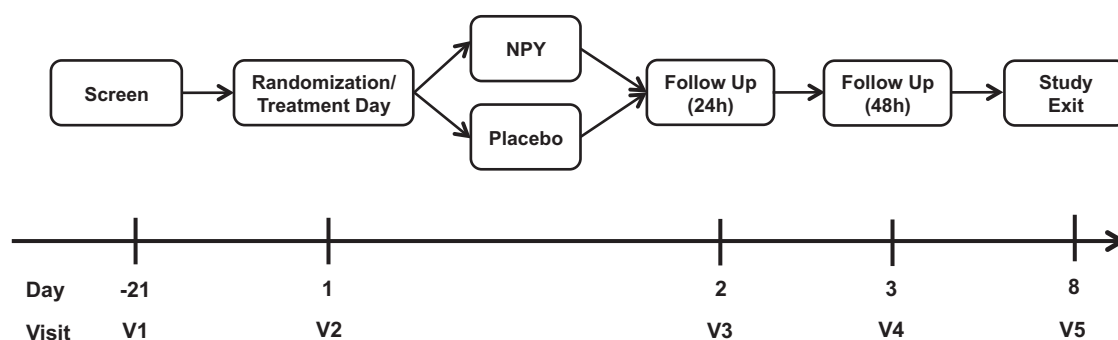 Screen
Randomization/
Treatment Day
NPY
Placebo
Follow Up
(24h)
Follow Up
(48h)
Study
Exit
Day -21 1 2 3 8
Visit V1 V2 V3 V4 V5